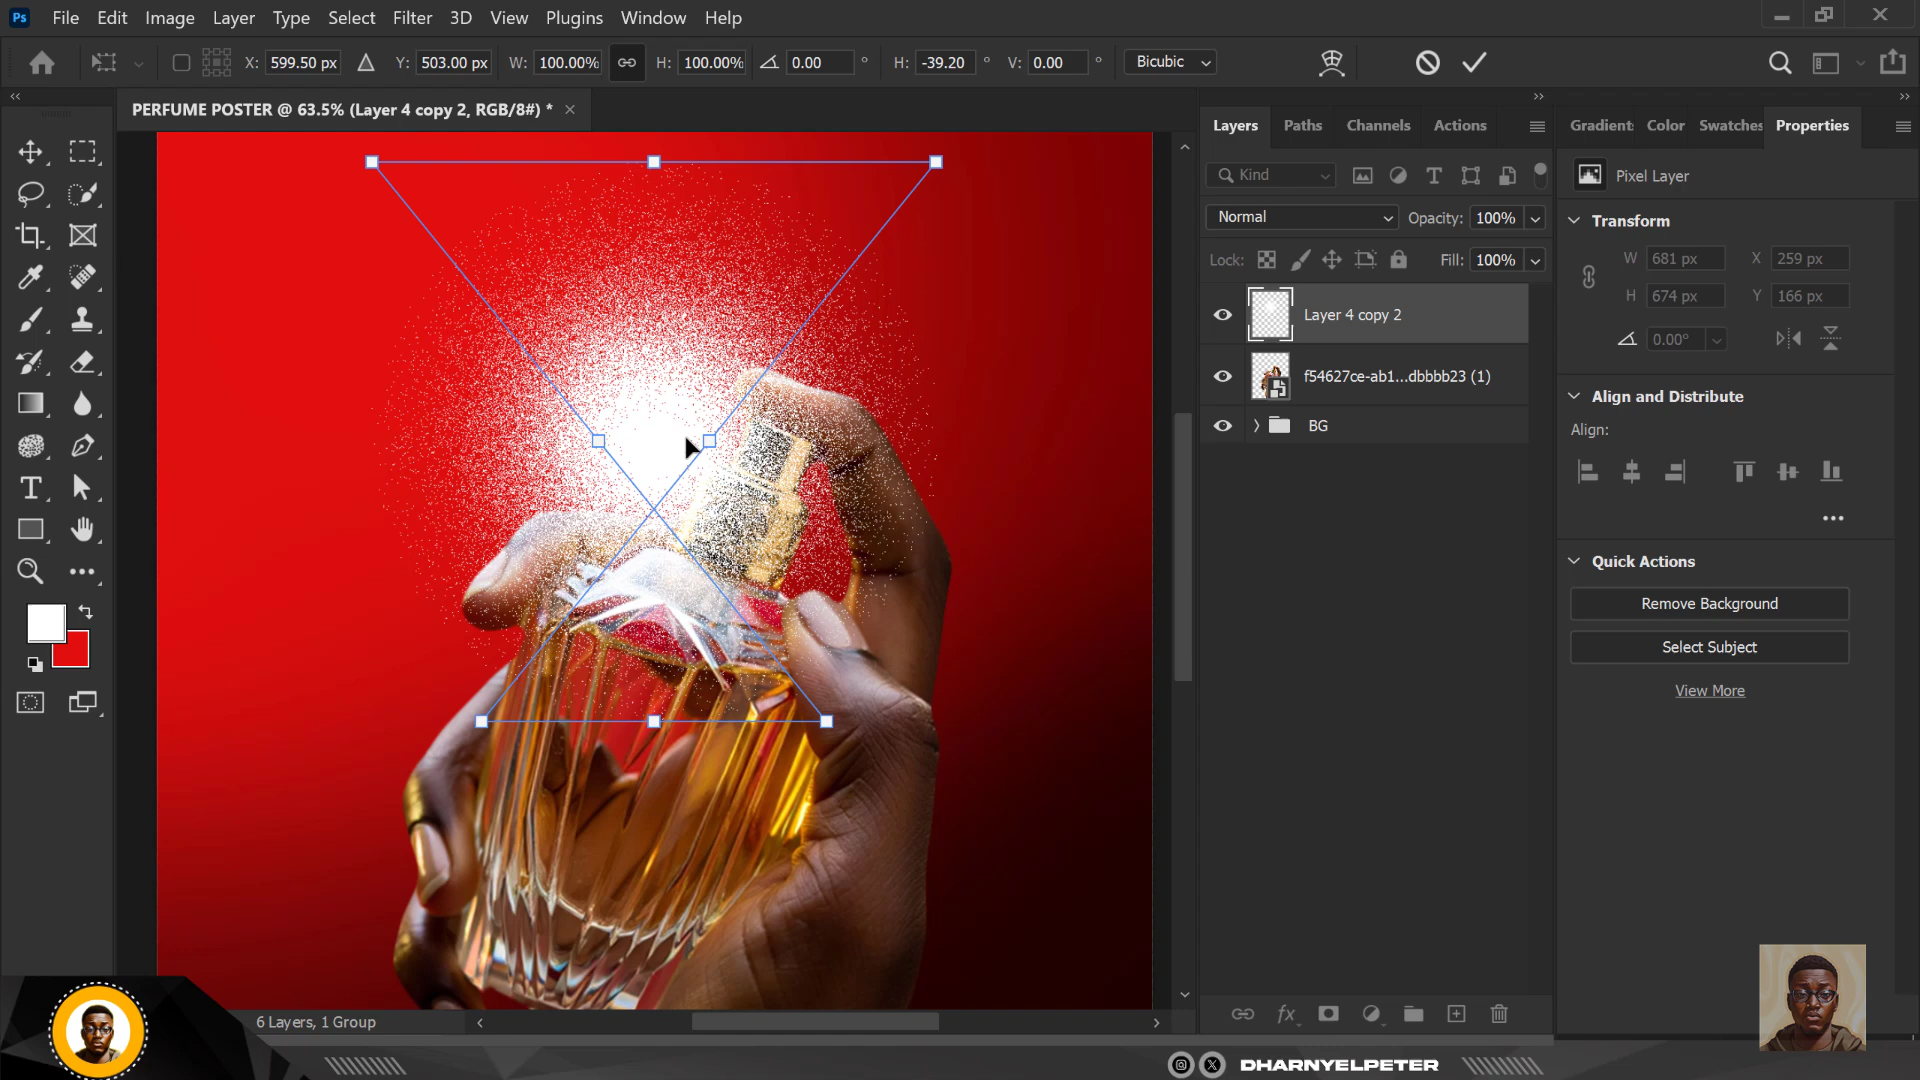 Ps File Edit Image Layer Type Select Filter 3D View Plugins Window Help
X: 599.50 px Y: 503.00 px W: 100.00% H: 100.00% 0.00 ° H: -39.20 ° V: 0.00 ° Bicubic
PERFUME POSTER @ 63.5% (Layer 4 copy 2, RGB/8#) *
Layers Paths Channels Actions
Kind
Normal Opacity: 100%
Lock: Fill: 100%
Layer 4 copy 2
f54627ce-ab1...dbbbb23 (1)
BG
Gradient Color Swatches Properties
Pixel Layer
Transform
W 681 px X 259 px
H 674 px Y 166 px
0.00°
Align and Distribute
Align:
Quick Actions
Remove Background
Select Subject
View More
T
6 Layers, 1 Group
fx
DHARNYELPETER